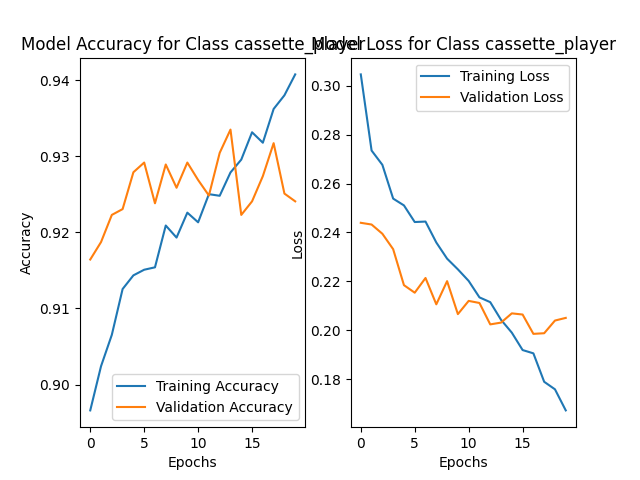 Model Accuracy for Class cassette_player
Accuracy
0.94
0.93
0.92
0.91
0.90
Training Accuracy
Validation Accuracy
0
5
10
15
Epochs
Model Loss for Class cassette_player
Loss
0.30
0.28
0.26
0.24
0.22
0.20
0.18
Training Loss
Validation Loss
0
5
10
15
Epochs